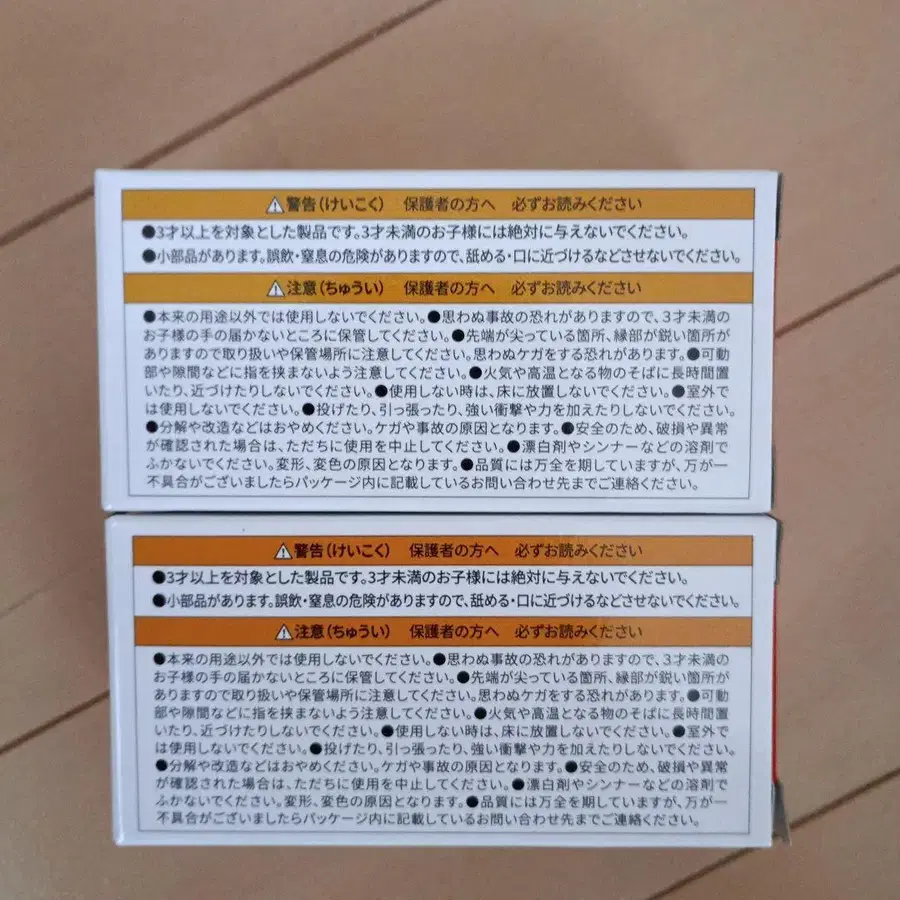 ⚠警告(けいこく) 保護者の方へ 必ずお読みください
●3才以上を対象とした製品です。3才未満のお子様には絶対に与えないでください。
●小部品があります。誤飲・窒息の危険がありますので、舐める・口に近づけるなどさせないでください。
⚠注意(ちゅうい) 保護者の方へ 必ずお読みください
●本来の用途以外では使用しないでください。●思わぬ事故の恐れがありますので、3才未満の
お子様の手の届かないところに保管してください。●先端が尖っている箇所、縁部が鋭い箇所が
ありますので取り扱いや保管場所に注意してください。思わぬケガをする恐れがあります。●可動
部や隙間などに指を挟まないよう注意してください。●火気や高温となる物のそばに長時間置
いたり、近づけたりしないでください。●使用しない時は、床に放置しないでください。●室外で
は使用しないでください。●投げたり、引っ張ったり、強い衝撃や力を加えたりしないでください。
●分解や改造などはおやめください。ケガや事故の原因となります。●安全のため、破損や異常
が確認された場合は、ただちに使用を中止してください。●漂白剤やシンナーなどの溶剤で
ふかないでください。変形、変色の原因となります。●品質には万全を期していますが、万が一
不具合がございましたらパッケージ内に記載しているお問い合わせ先までご連絡ください。
⚠警告(けいこく) 保護者の方へ 必ずお読みください
●3才以上を対象とした製品です。3才未満のお子様には絶対に与えないでください。
●小部品があります。誤飲・窒息の危険がありますので、舐める・口に近づけるなどさせないでください。
⚠注意(ちゅうい) 保護者の方へ 必ずお読みください
●本来の用途以外では使用しないでください。●思わぬ事故の恐れがありますので、3才未満の
お子様の手の届かないところに保管してください。●先端が尖っている箇所、縁部が鋭い箇所が
ありますので取り扱いや保管場所に注意してください。思わぬケガをする恐れがあります。●可動
部や隙間などに指を挟まないよう注意してください。●火気や高温となる物のそばに長時間置
いたり、近づけたりしないでください。●使用しない時は、床に放置しないでください。●室外で
は使用しないでください。●投げたり、引っ張ったり、強い衝撃や力を加えたりしないでください。
●分解や改造などはおやめください。ケガや事故の原因となります。●安全のため、破損や異常
が確認された場合は、ただちに使用を中止してください。●漂白剤やシンナーなどの溶剤で
ふかないでください。変形、変色の原因となります。●品質には万全を期していますが、万が一
不具合がございましたらパッケージ内に記載しているお問い合わせ先までご連絡ください。